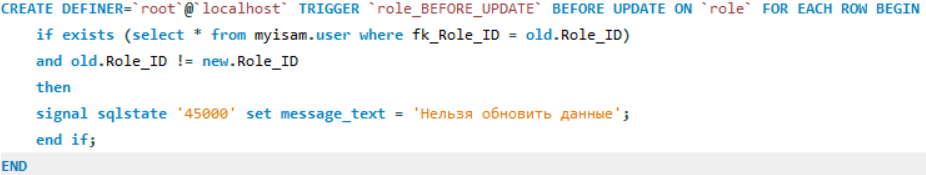 CREATE DEFINER=`root`@`localhost` TRIGGER `role_BEFORE_UPDATE` BEFORE UPDATE ON `role` FOR EACH ROW BEGIN
if exists (select * from myisam.user where fk_Role_ID = old.Role_ID)
and old.Role_ID != new.Role_ID
then
signal sqlstate '45000' set message_text = 'Нельзя обновить данные';
end if;
END